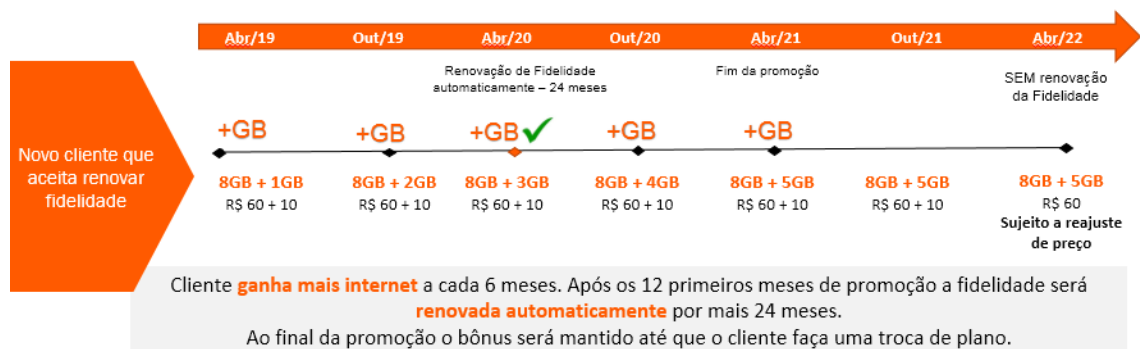 Abr/19 Out/19 Abr/20 Out/20 Abr/21 Out/21 Abr/22
Renovação de Fidelidade
automaticamente – 24 meses
Fim da promoção
SEM renovação
da Fidelidade
Novo cliente que
aceita renovar
fidelidade
+GB +GB +GB +GB +GB
8GB + 1GB 8GB + 2GB 8GB + 3GB 8GB + 4GB 8GB + 5GB 8GB + 5GB 8GB + 5GB
R$ 60 + 10 R$ 60 + 10 R$ 60 + 10 R$ 60 + 10 R$ 60 + 10 R$ 60 + 10 R$ 60
Sujeito a reajuste
de preço
Cliente ganha mais internet a cada 6 meses. Após os 12 primeiros meses de promoção a fidelidade será
renovada automaticamente por mais 24 meses.
Ao final da promoção o bônus será mantido até que o cliente faça uma troca de plano.